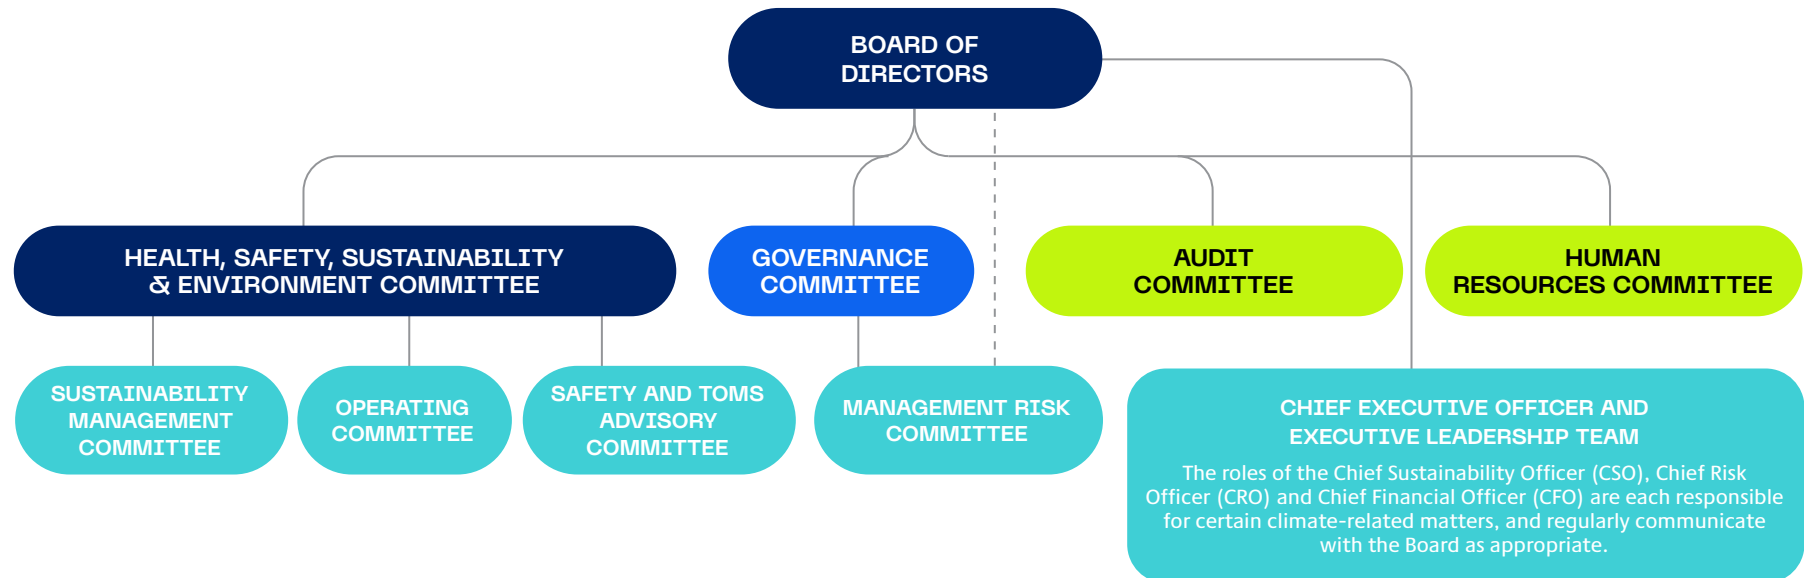 BOARD OF
DIRECTORS
HEALTH, SAFETY, SUSTAINABILITY
& ENVIRONMENT COMMITTEE
GOVERNANCE
COMMITTEE
AUDIT
COMMITTEE
HUMAN
RESOURCES COMMITTEE
SUSTAINABILITY
MANAGEMENT
COMMITTEE
OPERATING
COMMITTEE
SAFETY AND TOMS
ADVISORY
COMMITTEE
MANAGEMENT RISK
COMMITTEE
CHIEF EXECUTIVE OFFICER AND
EXECUTIVE LEADERSHIP TEAM
The roles of the Chief Sustainability Officer (CSO), Chief Risk
Officer (CRO) and Chief Financial Officer (CFO) are each responsible
for certain climate-related matters, and regularly communicate
with the Board as appropriate.